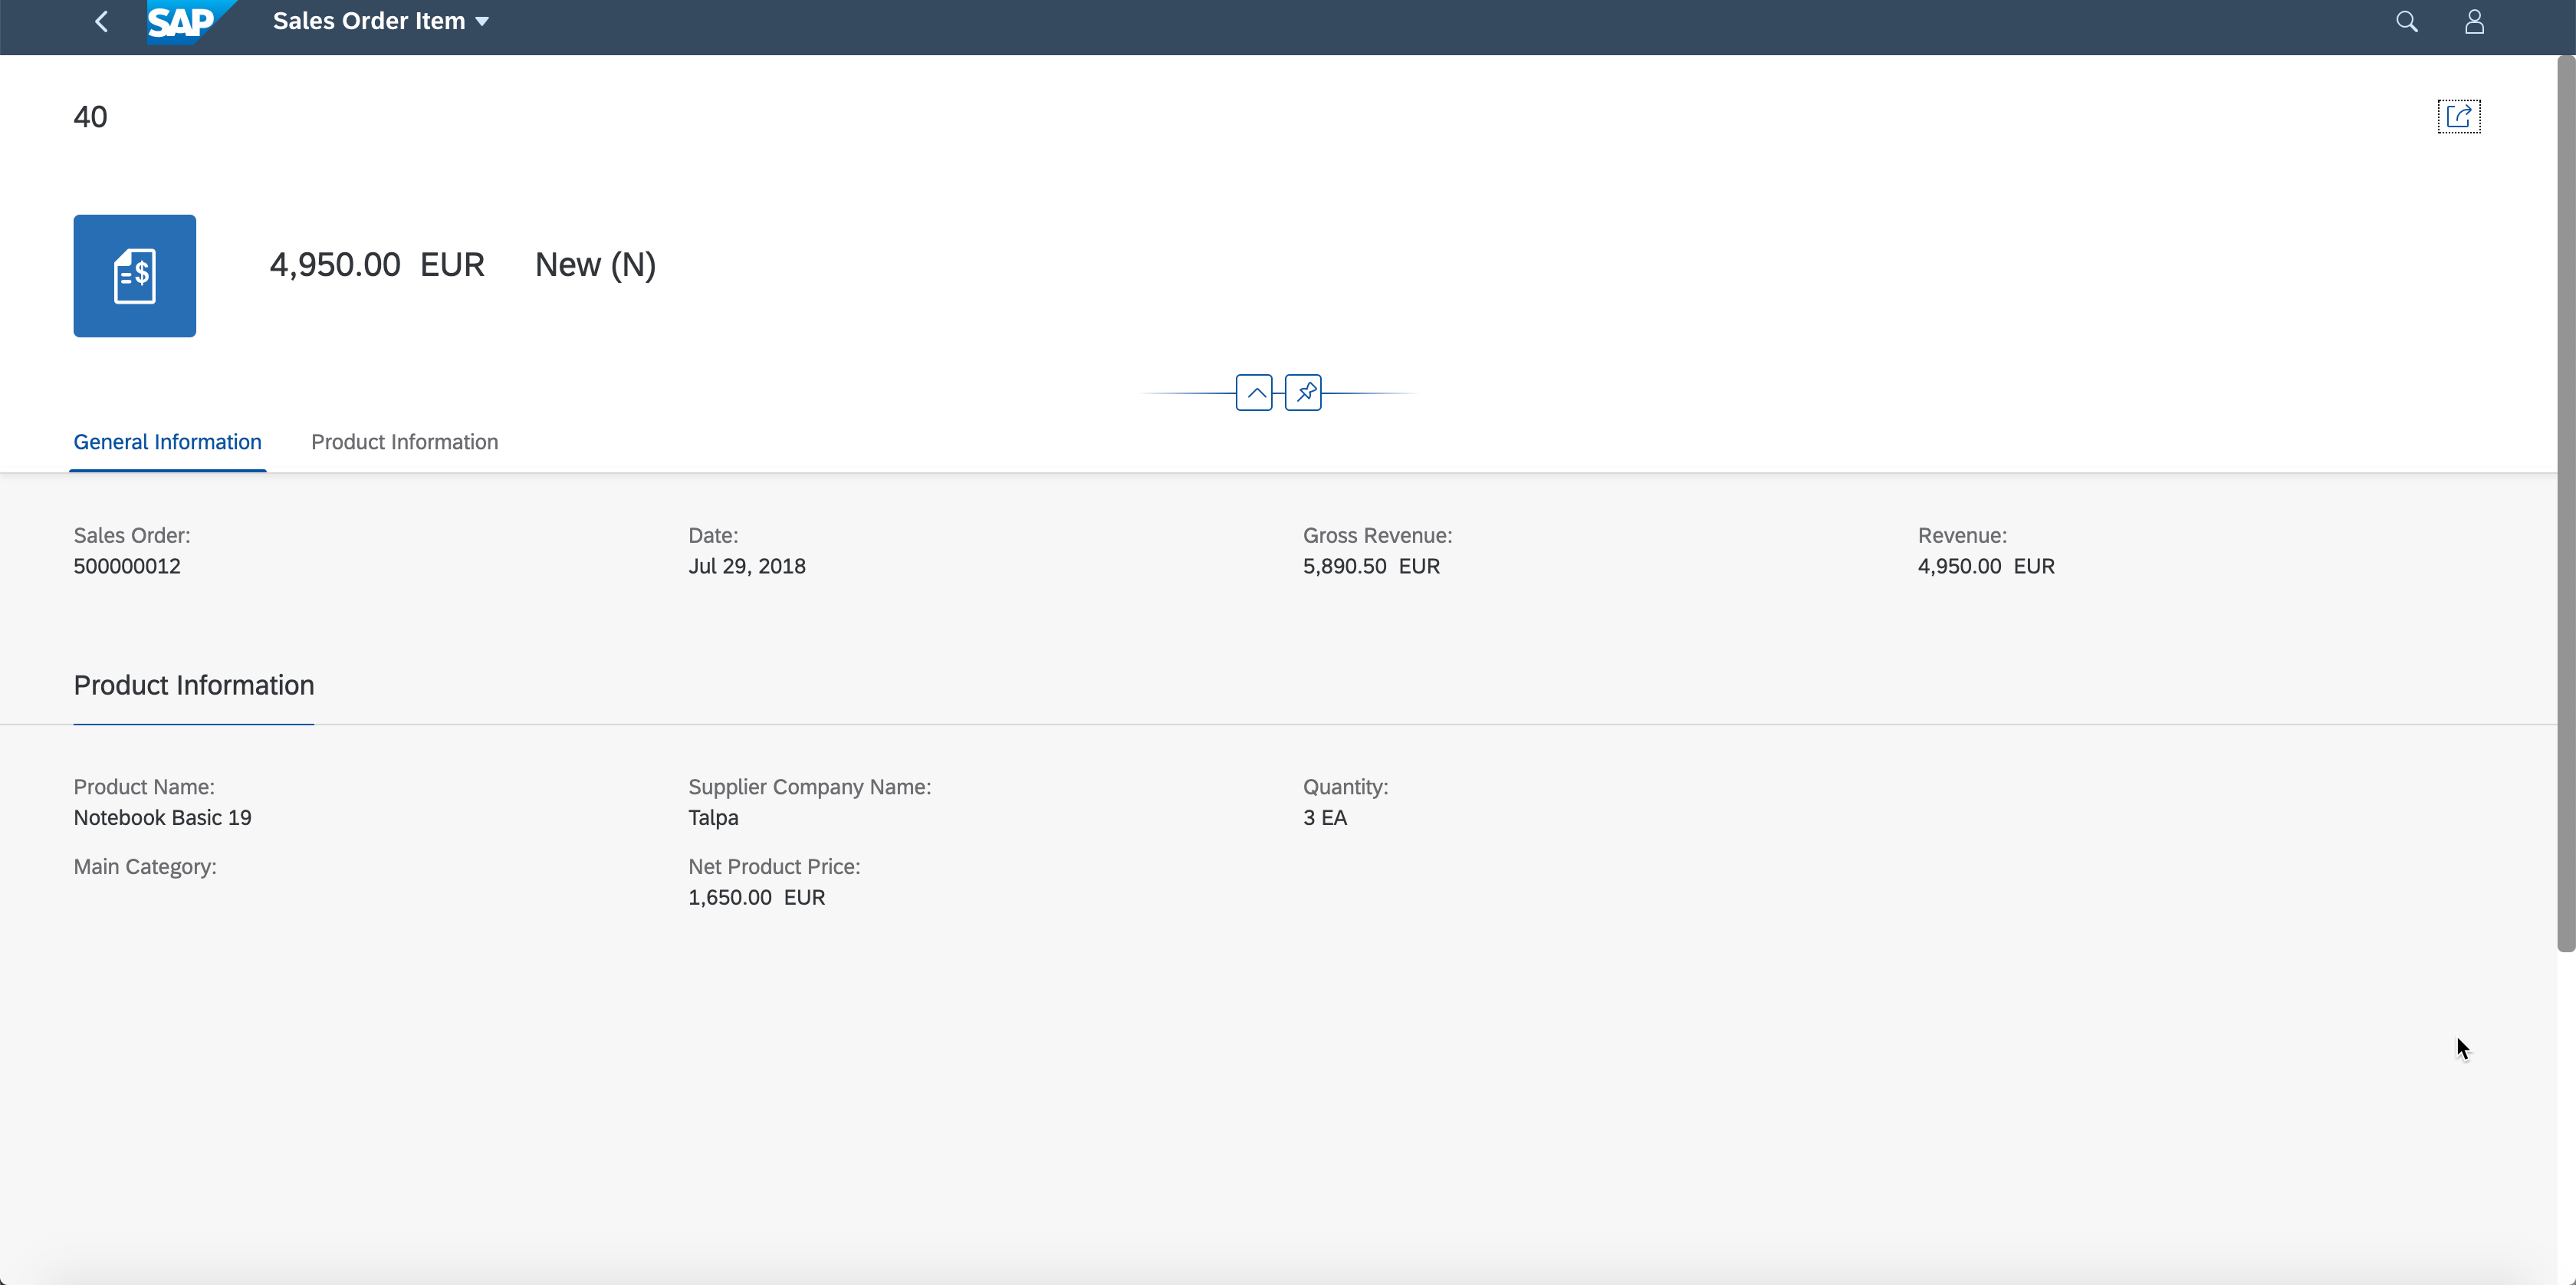 SAP Sales Order Item
40
4,950.00 EUR New (N)
General Information Product Information
Sales Order: Date: Gross Revenue: Revenue:
500000012 Jul 29, 2018 5,890.50 EUR 4,950.00 EUR
Product Information
Product Name: Supplier Company Name: Quantity:
Notebook Basic 19 Talpa 3 EA
Main Category: Net Product Price:
1,650.00 EUR